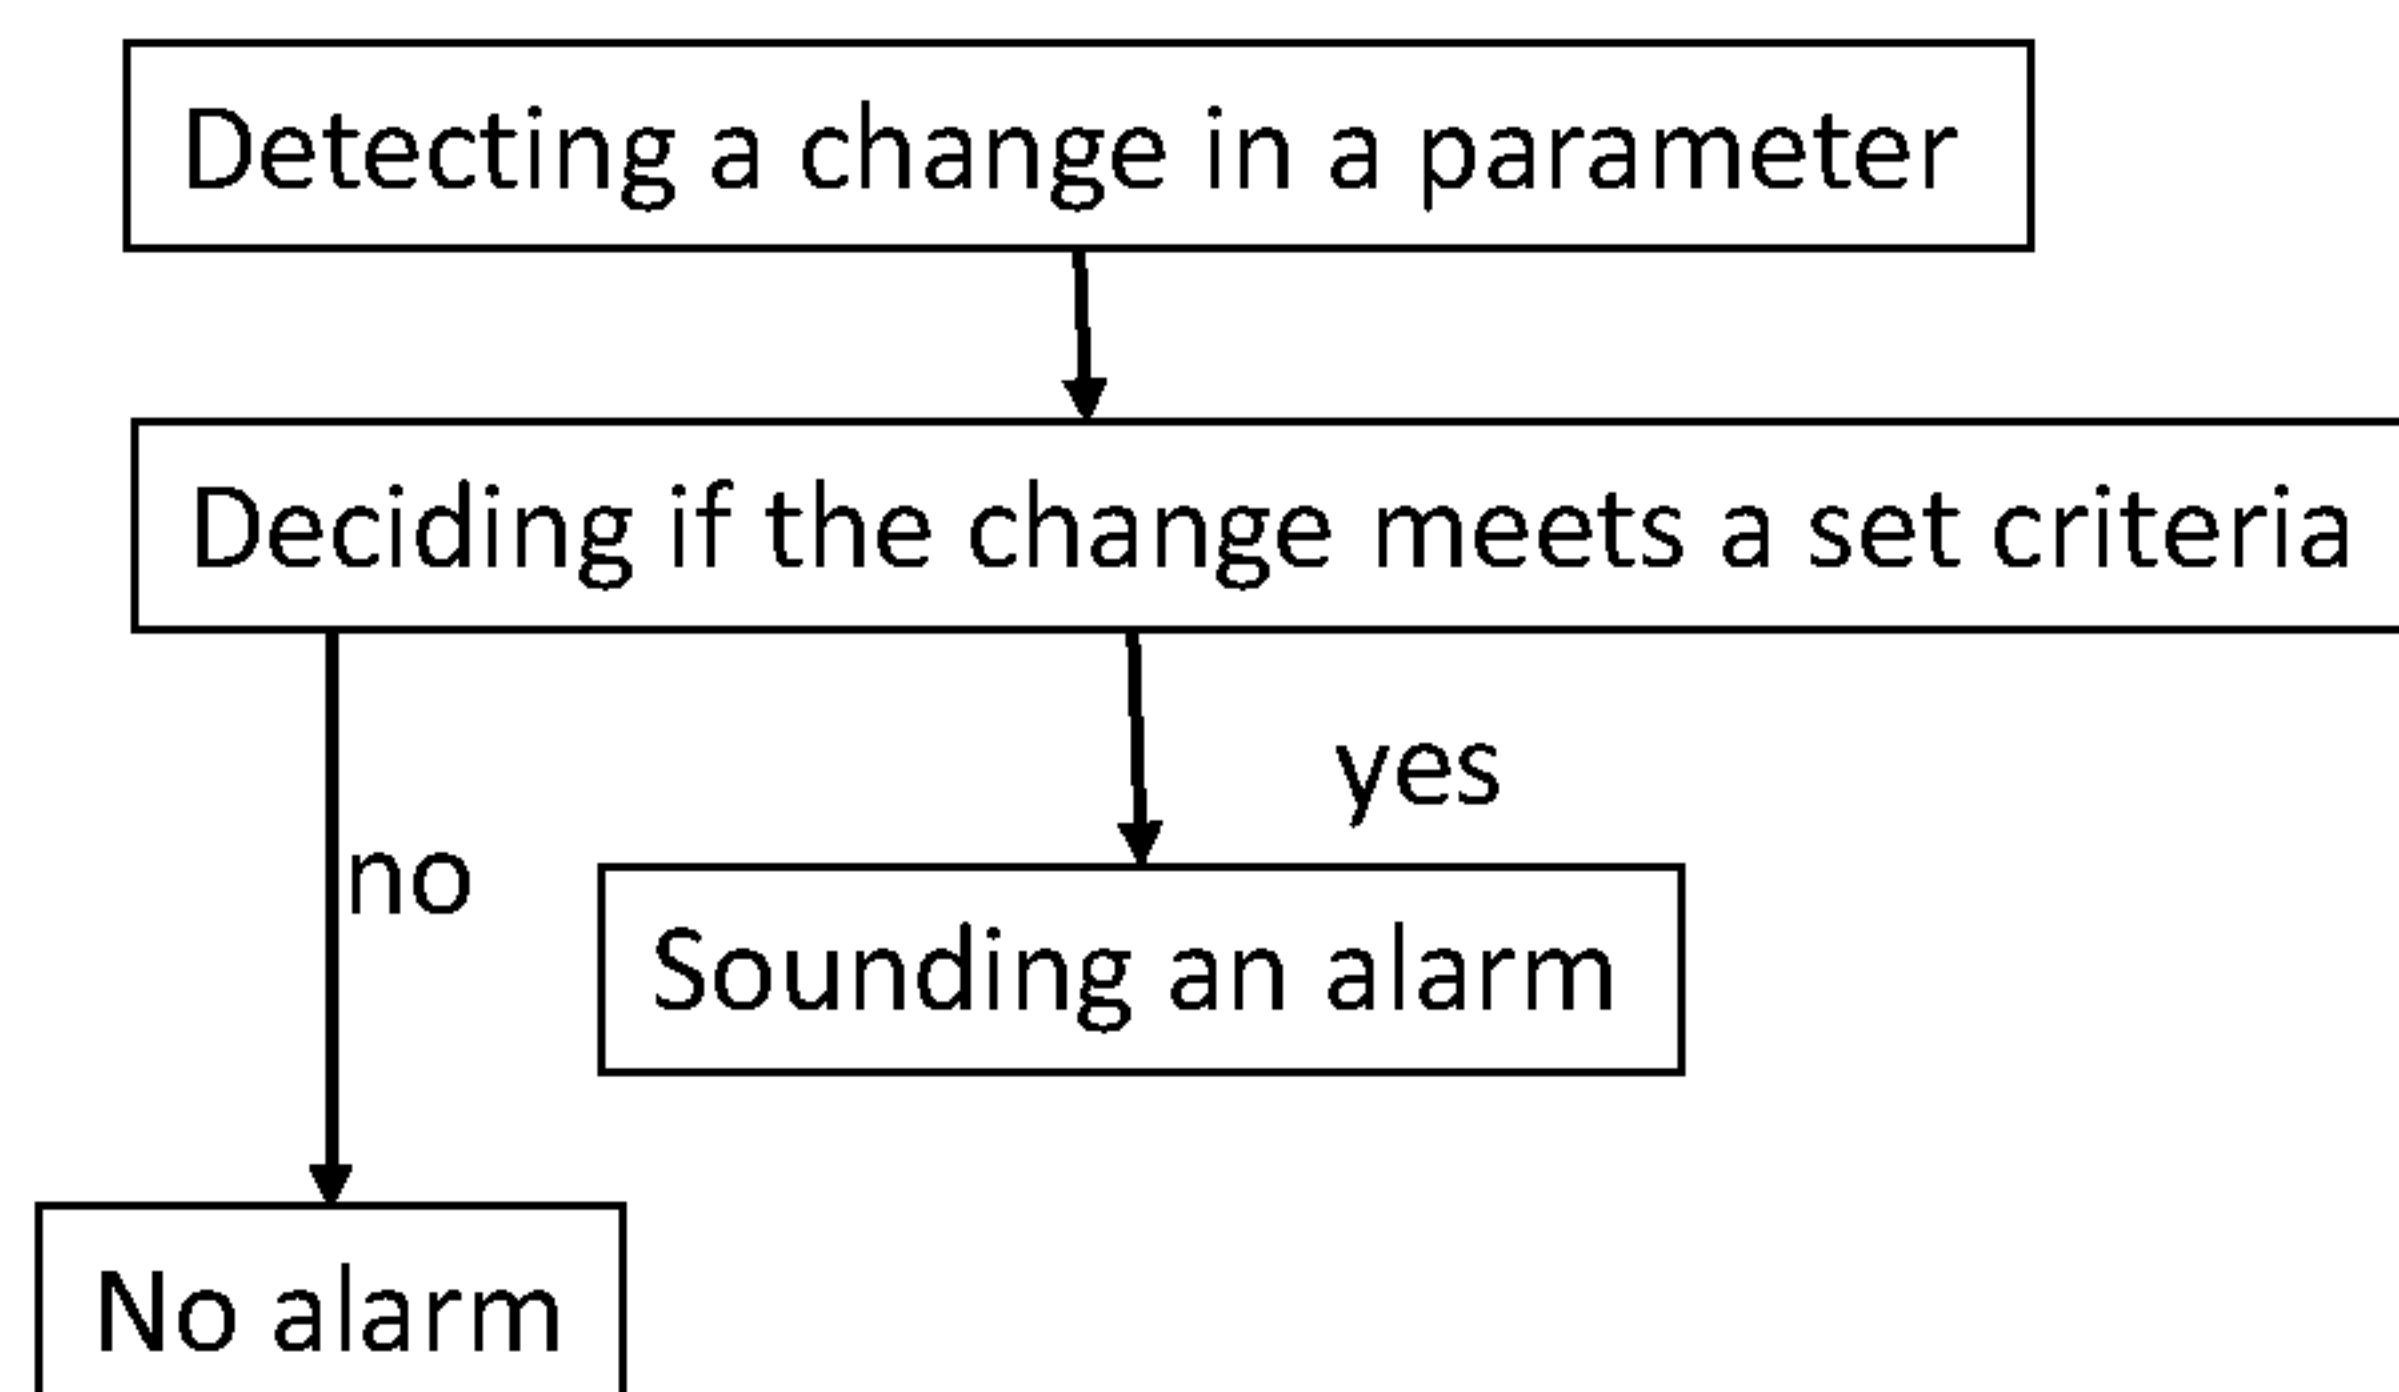 Detecting a change in a parameter
Deciding if the change meets a set criteria
yes
no
Sounding an alarm
No alarm